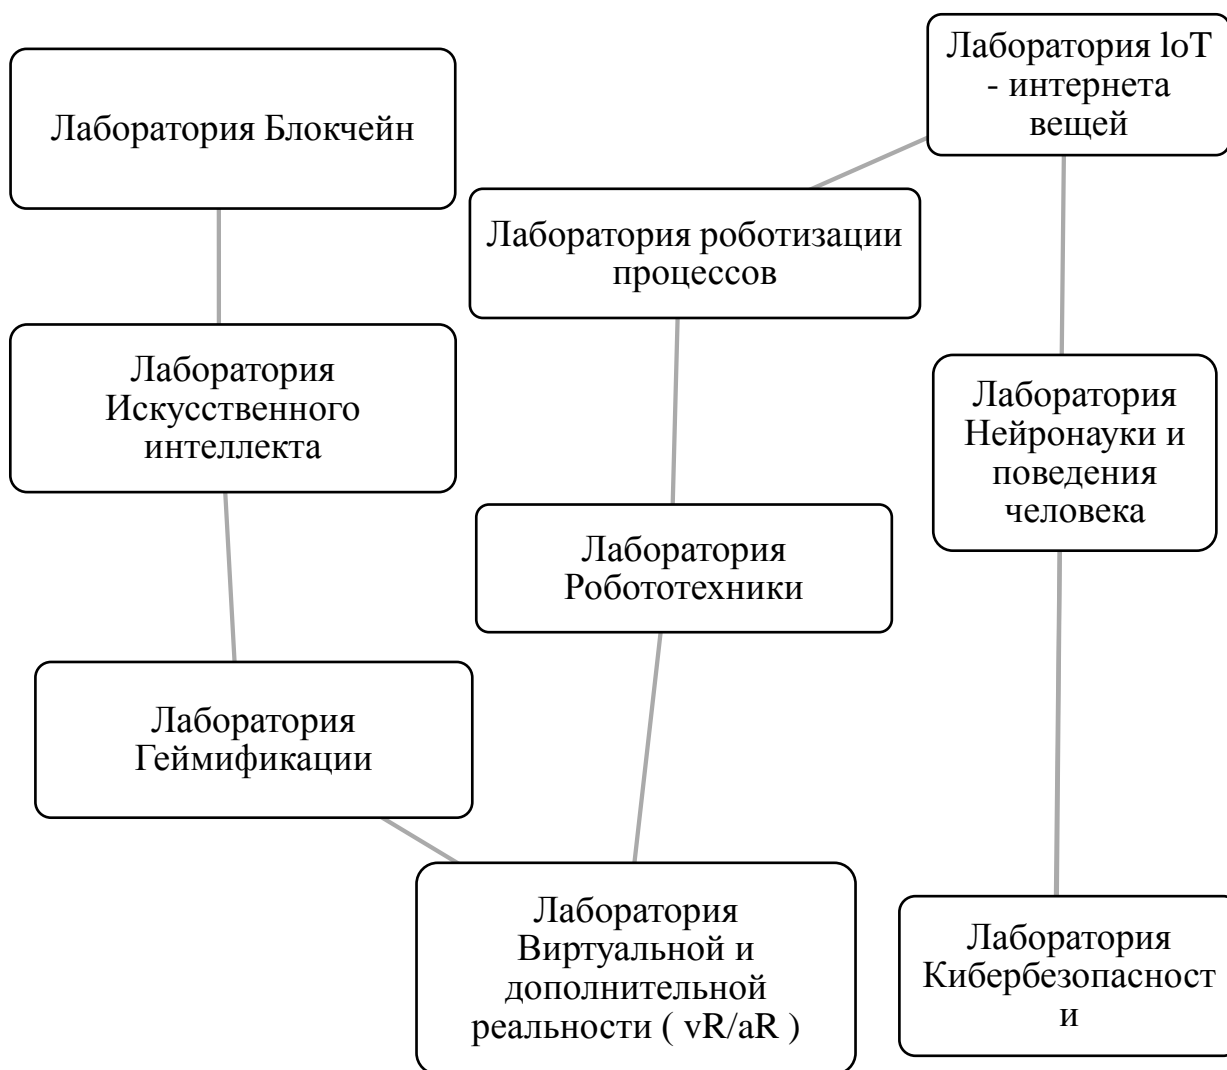 Лаборатория Блокчейн
Лаборатория
Искусственного
интеллекта
Лаборатория
Геймификации
Лаборатория
Виртуальной и
дополнительной
реальности ( vR/aR )
Лаборатория
Робототехники
Лаборатория роботизации
процессов
Лаборатория loT
- интернета
вещей
Лаборатория
Нейронауки и
поведения
человека
Лаборатория
Кибербезопасност
и